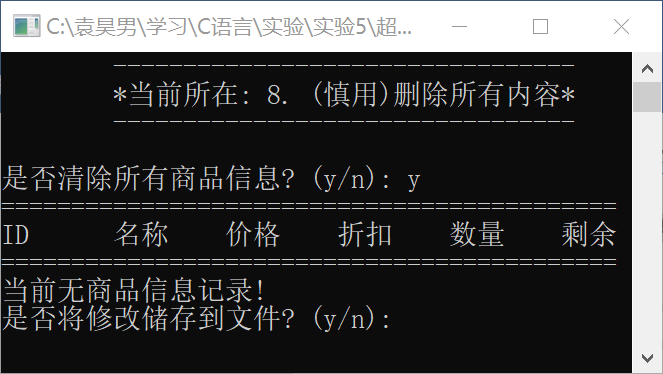 C:\袁昊男\学习\C语言\实验\实验5\超...
----------------------------------
*当前所在: 8. (慎用)删除所有内容*
----------------------------------
是否清除所有商品信息? (y/n): y
============================================
ID 名称 价格 折扣 数量 剩余
============================================
当前无商品信息记录!
是否将修改储存到文件? (y/n):